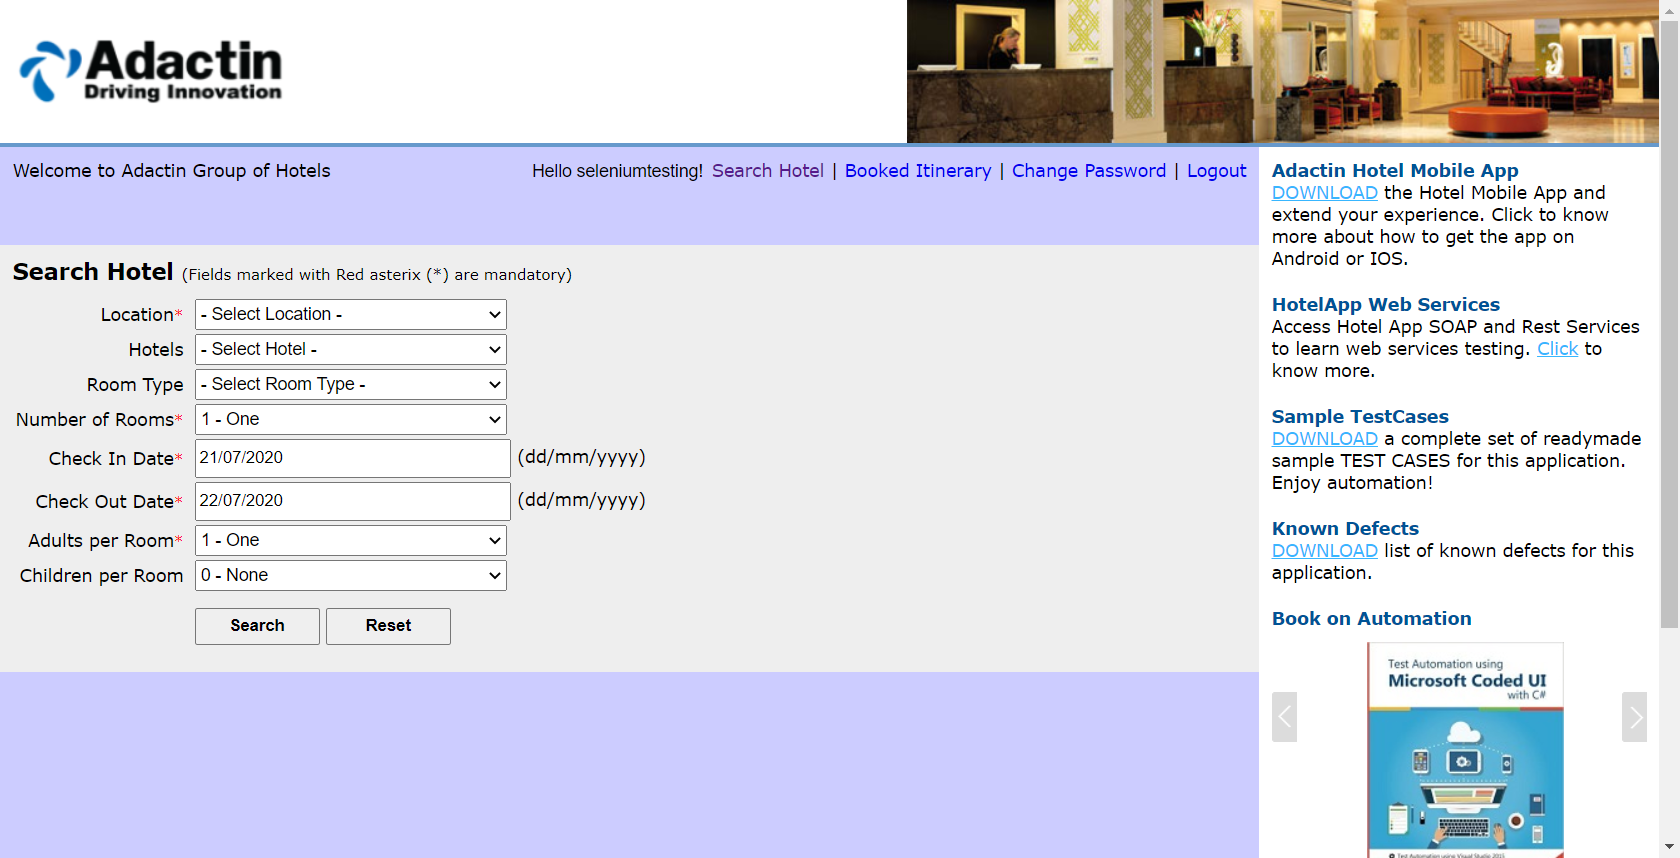 Adactin
Driving Innovation
Welcome to Adactin Group of Hotels
Hello seleniumtesting! Search Hotel | Booked Itinerary | Change Password | Logout
Search Hotel (Fields marked with Red asterix (*) are mandatory)
Location* - Select Location -
Hotels - Select Hotel -
Room Type - Select Room Type -
Number of Rooms* 1 - One
Check In Date* 21/07/2020 (dd/mm/yyyy)
Check Out Date* 22/07/2020 (dd/mm/yyyy)
Adults per Room* 1 - One
Children per Room 0 - None
Search Reset
Adactin Hotel Mobile App
DOWNLOAD the Hotel Mobile App and
extend your experience. Click to know
more about how to get the app on
Android or IOS.
HotelApp Web Services
Access Hotel App SOAP and Rest Services
to learn web services testing. Click to
know more.
Sample TestCases
DOWNLOAD a complete set of readymade
sample TEST CASES for this application.
Enjoy automation!
Known Defects
DOWNLOAD list of known defects for this
application.
Book on Automation
Test Automation using
Microsoft Coded UI
with C#
Test Automation using Visual Studio 2015